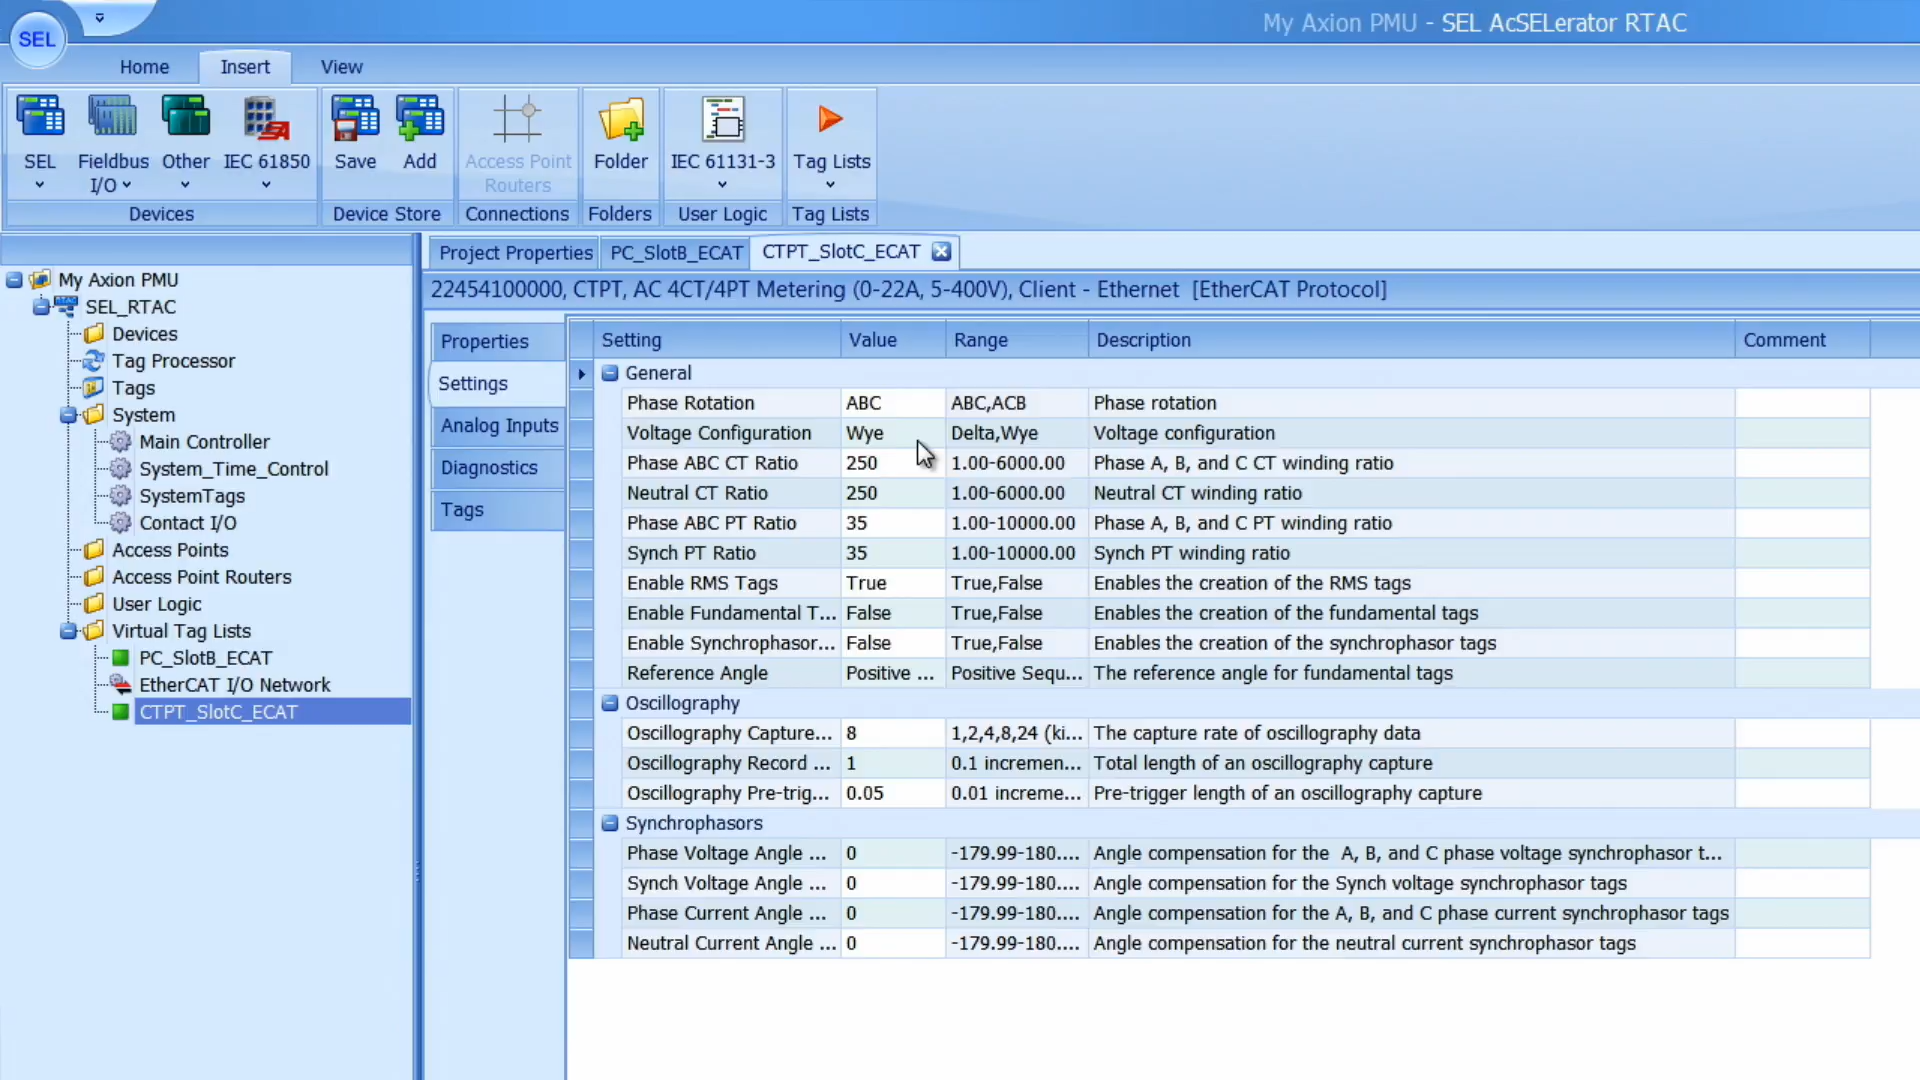 My Axion PMU - SEL AcSELerator RTAC
SEL
Home Insert View
SEL Fieldbus I/O Other IEC 61850 Save Add Access Point Routers Folder IEC 61131-3 Tag Lists
Devices Device Store Connections Folders User Logic Tag Lists
My Axion PMU
SEL_RTAC
Devices
Tag Processor
Tags
System
Main Controller
System_Time_Control
SystemTags
Contact I/O
Access Points
Access Point Routers
User Logic
Virtual Tag Lists
PC_SlotB_ECAT
EtherCAT I/O Network
CTPT_SlotC_ECAT
Project Properties PC_SlotB_ECAT CTPT_SlotC_ECAT
22454100000, CTPT, AC 4CT/4PT Metering (0-22A, 5-400V), Client - Ethernet [EtherCAT Protocol]
Properties
Settings
Analog Inputs
Diagnostics
Tags
Setting Value Range Description Comment
General
Phase Rotation ABC ABC,ACB Phase rotation
Voltage Configuration Wye Delta,Wye Voltage configuration
Phase ABC CT Ratio 250 1.00-6000.00 Phase A, B, and C CT winding ratio
Neutral CT Ratio 250 1.00-6000.00 Neutral CT winding ratio
Phase ABC PT Ratio 35 1.00-10000.00 Phase A, B, and C PT winding ratio
Synch PT Ratio 35 1.00-10000.00 Synch PT winding ratio
Enable RMS Tags True True,False Enables the creation of the RMS tags
Enable Fundamental T... False True,False Enables the creation of the fundamental tags
Enable Synchrophasor... False True,False Enables the creation of the synchrophasor tags
Reference Angle Positive ... Positive Sequ... The reference angle for fundamental tags
Oscillography
Oscillography Capture... 8 1,2,4,8,24 (ki... The capture rate of oscillography data
Oscillography Record ... 1 0.1 incremen... Total length of an oscillography capture
Oscillography Pre-trig... 0.05 0.01 increme... Pre-trigger length of an oscillography capture
Synchrophasors
Phase Voltage Angle ... 0 -179.99-180.... Angle compensation for the A, B, and C phase voltage synchrophasor t...
Synch Voltage Angle ... 0 -179.99-180.... Angle compensation for the Synch voltage synchrophasor tags
Phase Current Angle ... 0 -179.99-180.... Angle compensation for the A, B, and C phase current synchrophasor tags
Neutral Current Angle ... 0 -179.99-180.... Angle compensation for the neutral current synchrophasor tags